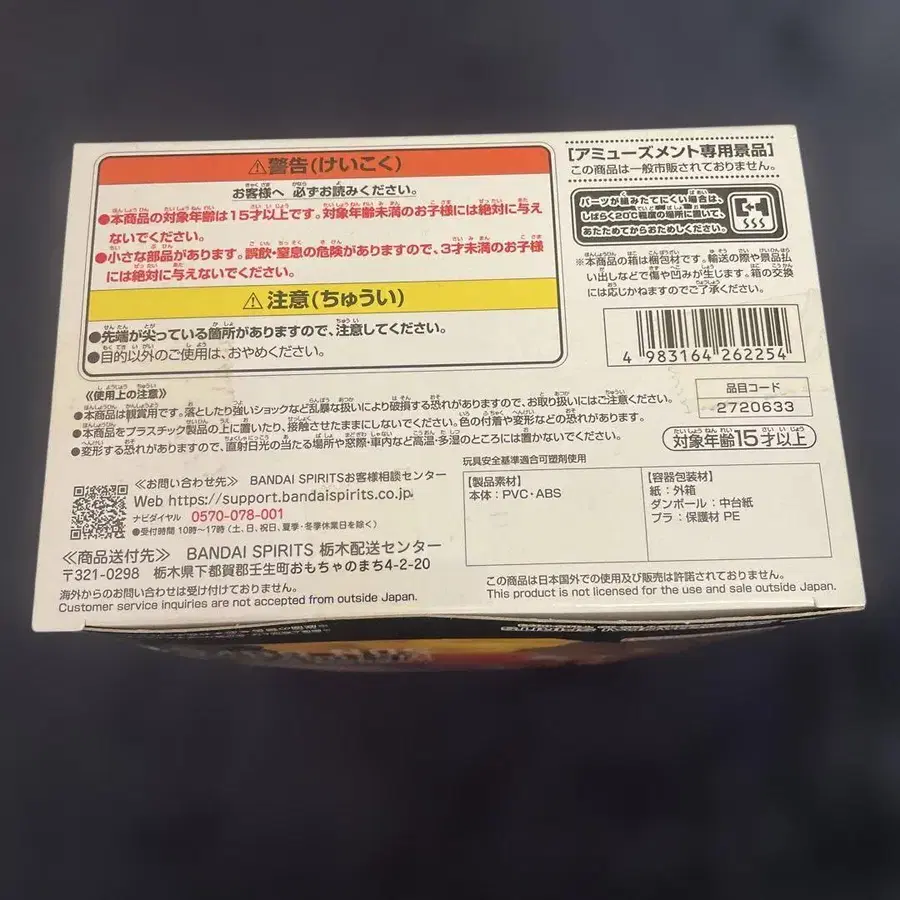 ⚠警告(けいこく)
お客様へ 必ずお読みください。
●本商品の対象年齢は15才以上です。対象年齢未満のお子様には絶対に与え
ないでください。
●小さな部品があります。誤飲・窒息の危険がありますので、3才未満のお子様
には絶対に与えないでください。
⚠注意(ちゅうい)
●先端が尖っている箇所がありますので、注意してください。
●目的以外のご使用は、おやめください。
[アミューズメント専用景品]
この商品は一般市販されておりません。
パーツが組みたてにくい場合は、
しばらく20℃程度の場所に置いて、
あたためてからおためしください。
※本商品の箱は梱包材です。輸送の際や景品払
い出しなどで傷や凹みが生じます。箱の交換
には応じかねますのでご了承ください。
4 983164 262254
品目コード
2720633
対象年齢15才以上
《使用上の注意》
●本商品は観賞用です。落としたり強いショックなど乱暴な扱いにより破損する恐れがありますので、お取り扱いにはご注意ください。
●本商品をプラスチック製品の上に置いたり、接触させたままにしないでください。色の付着や変形などの恐れがあります。
●変形する恐れがありますので、直射日光の当たる場所や窓際・車内など高温・多湿のところには置かないでください。
《お問い合わせ先》 BANDAI SPIRITSお客様相談センター
Web https://support.bandaispirits.co.jp
ナビダイヤル 0570-078-001
●受付時間 10時～17時(土、日、祝日、夏季・冬季休業日を除く)
《商品送付先》 BANDAI SPIRITS 栃木配送センター
〒321-0298 栃木県下都賀郡壬生町おもちゃのまち4-2-20
海外からのお問い合わせは受け付けておりません。
Customer service inquiries are not accepted from outside Japan.
玩具安全基準適合可塑剤使用
【製品素材】
本体：PVC・ABS
【容器包装材】
紙：外箱
ダンボール：中台紙
プラ：保護材 PE
この商品は日本国外での使用及び販売は許諾されておりません。
This product is not licensed for the use and sale outside Japan.